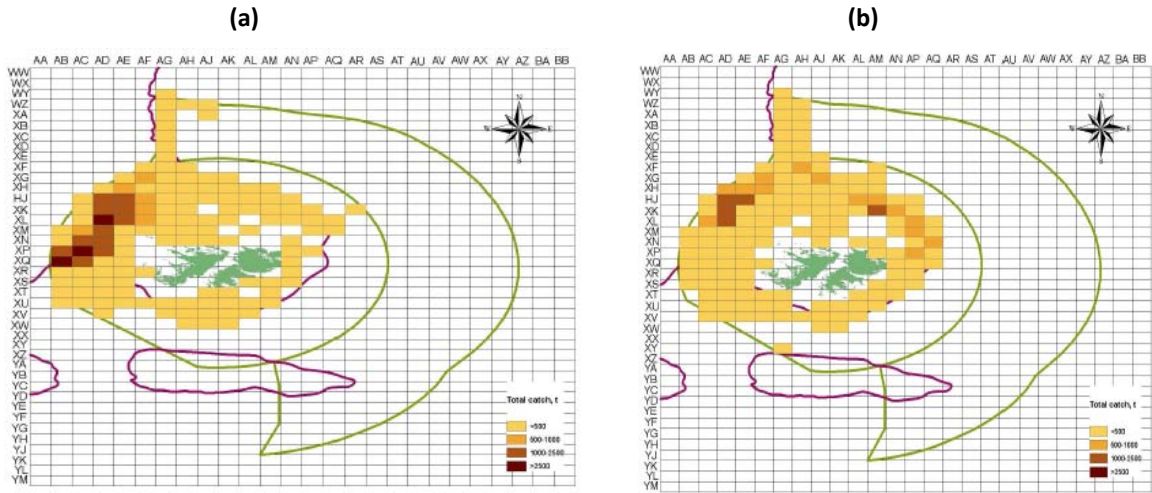 (a)
(b)
AA AB AC AD AE AF AG AH AJ AK AL AM AN AP AQ AR AS AT AU AV AW AX AY AZ BA BB
WW
WX
WY
WZ
XA
XB
XC
XD
XE
XF
XG
XH
HJ
XK
XL
XM
XN
XP
XQ
XR
XS
XT
XU
XV
XW
XX
XY
XZ
YA
YB
YC
YD
YE
YF
YG
YH
YJ
YK
YL
YM
N
W E
S
Total catch, t
<500
500-1000
1000-2500
>2500
AA AB AC AD AE AF AG AH AJ AK AL AM AN AP AQ AR AS AT AU AV AW AX AY AZ BA BB
WW
WX
WY
WZ
XA
XB
XC
XD
XE
XF
XG
XH
HJ
XK
XL
XM
XN
XP
XQ
XR
XS
XT
XU
XV
XW
XX
XY
XZ
YA
YB
YC
YD
YE
YF
YG
YH
YJ
YK
YL
YM
N
W E
S
Total catch, t
<500
500-1000
1000-2500
>2500